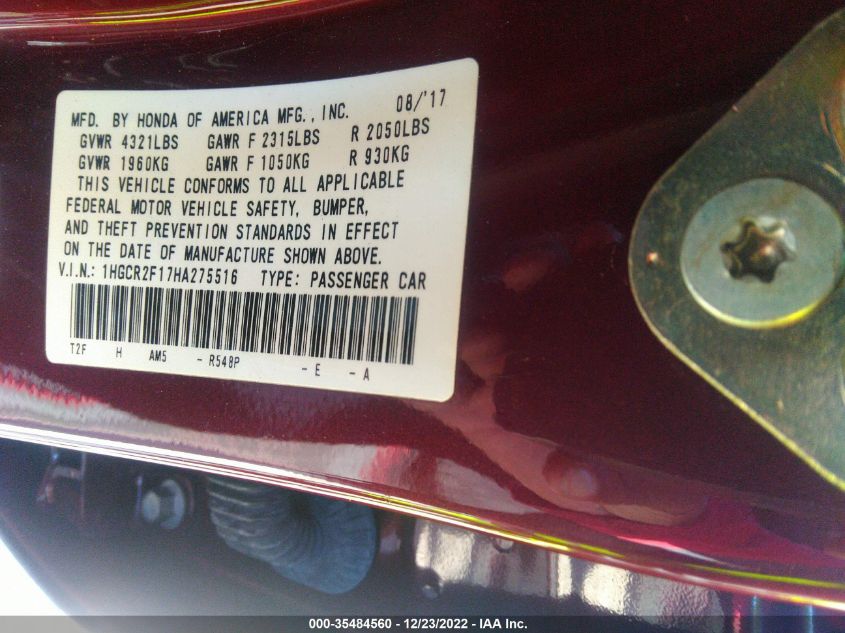 MFD. BY HONDA OF AMERICA MFG., INC. 08/'17
GVWR 4321LBS GAWR F 2315LBS R 2050LBS
GVWR 1960KG GAWR F 1050KG R 930KG
THIS VEHICLE CONFORMS TO ALL APPLICABLE
FEDERAL MOTOR VEHICLE SAFETY, BUMPER,
AND THEFT PREVENTION STANDARDS IN EFFECT
ON THE DATE OF MANUFACTURE SHOWN ABOVE.
V.I.N.: 1HGCR2F17HA275516 TYPE: PASSENGER CAR
T2F H AM5 - R548P - E - A
000-35484560 - 12/23/2022 - IAA Inc.